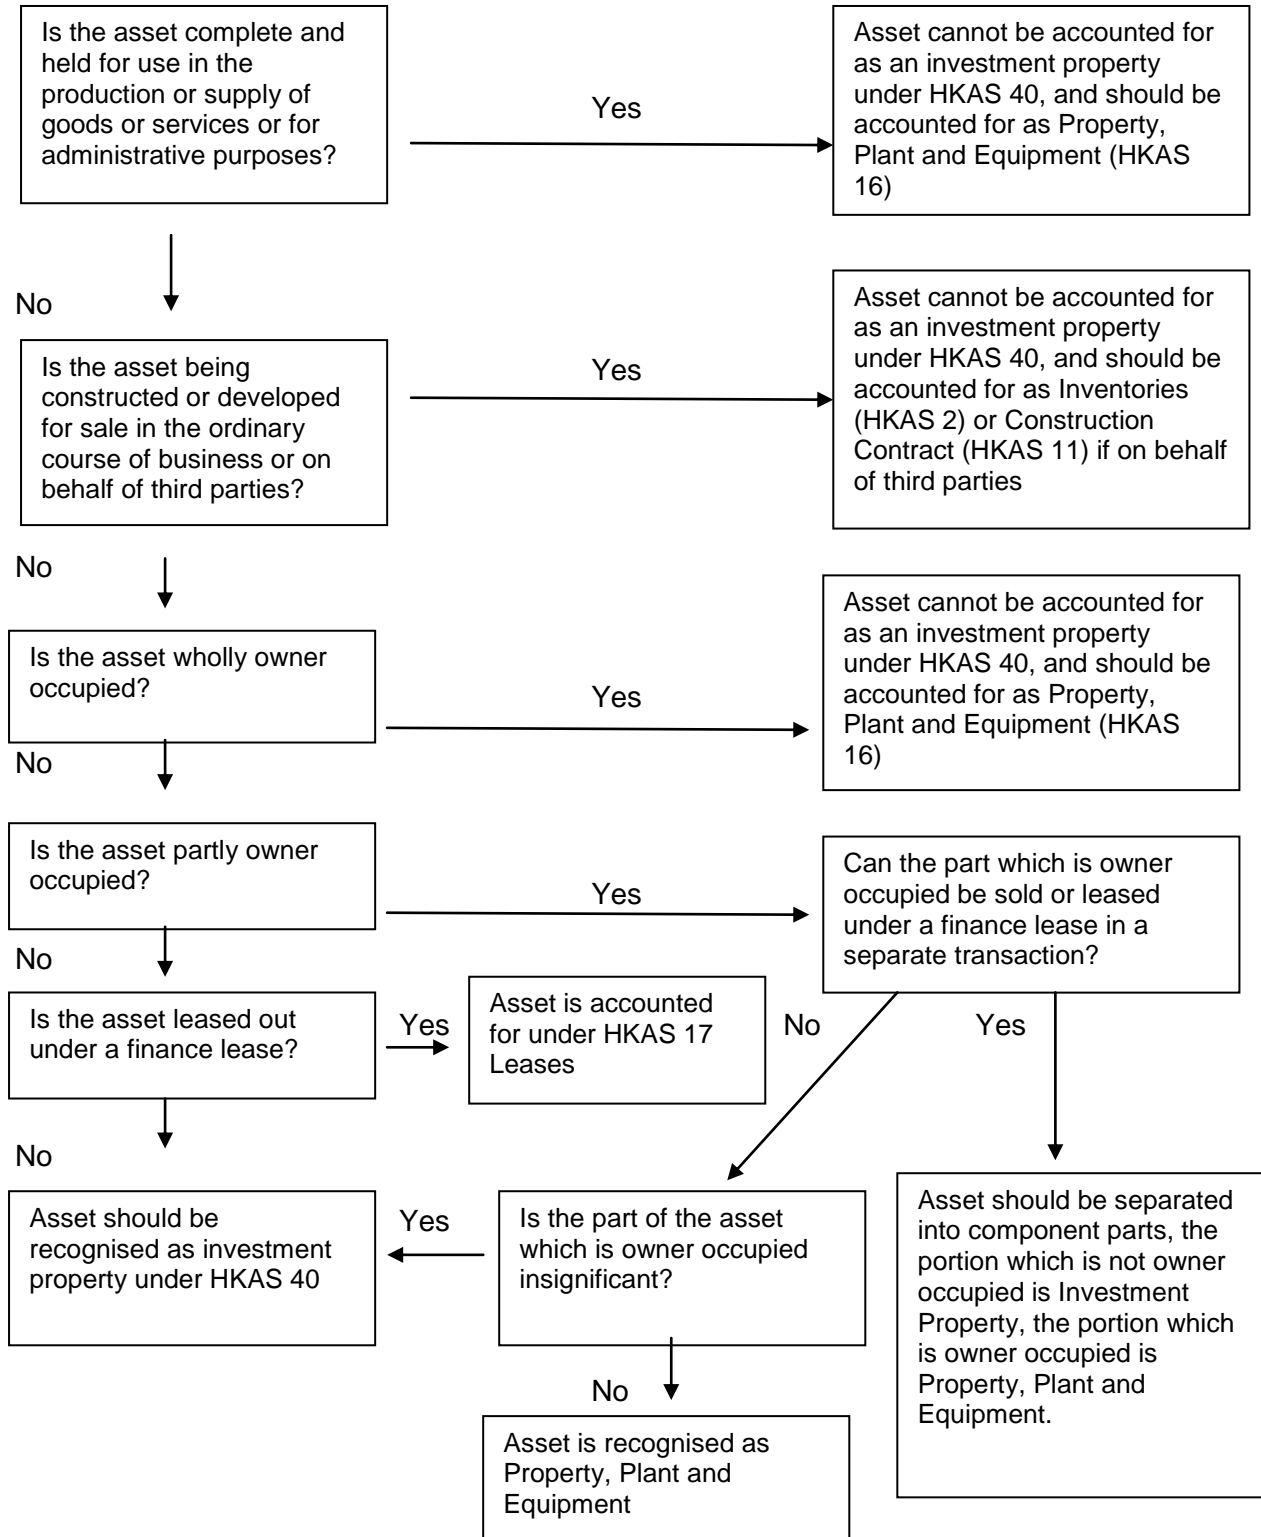 Is the asset complete and
held for use in the
production or supply of
goods or services or for
administrative purposes?
Yes
Asset cannot be accounted for
as an investment property
under HKAS 40, and should be
accounted for as Property,
Plant and Equipment (HKAS
16)
No
Is the asset being
constructed or developed
for sale in the ordinary
course of business or on
behalf of third parties?
Yes
Asset cannot be accounted for
as an investment property
under HKAS 40, and should be
accounted for as Inventories
(HKAS 2) or Construction
Contract (HKAS 11) if on behalf
of third parties
No
Is the asset wholly owner
occupied?
Yes
Asset cannot be accounted for
as an investment property
under HKAS 40, and should be
accounted for as Property,
Plant and Equipment (HKAS
16)
No
Is the asset partly owner
occupied?
Yes
Can the part which is owner
occupied be sold or leased
under a finance lease in a
separate transaction?
No
Is the asset leased out
under a finance lease?
Yes
Asset is accounted
for under HKAS 17
Leases
No
Yes
No
Asset should be
recognised as investment
property under HKAS 40
Yes
Is the part of the asset
which is owner occupied
insignificant?
Asset should be separated
into component parts, the
portion which is not owner
occupied is Investment
Property, the portion which
is owner occupied is
Property, Plant and
Equipment.
No
Asset is recognised as
Property, Plant and
Equipment